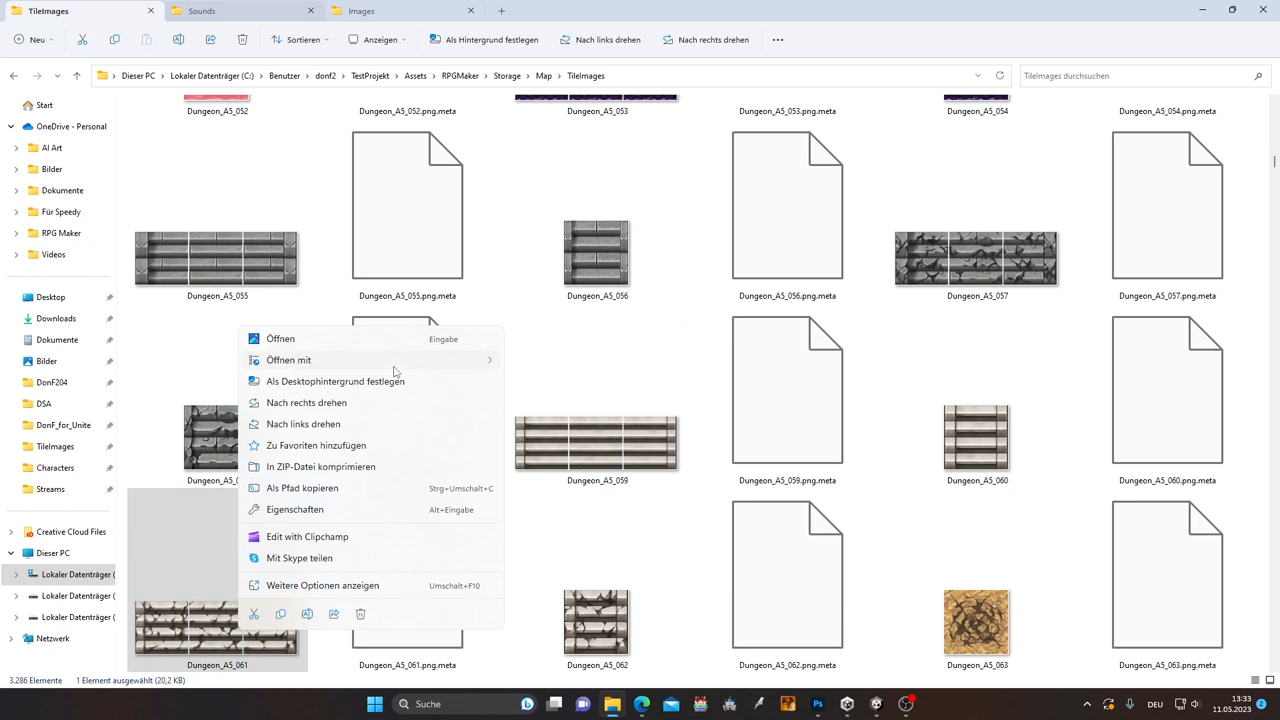 TileImages
Sounds
Images
Neu
Sortieren
Anzeigen
Als Hintergrund festlegen
Nach links drehen
Nach rechts drehen
Dieser PC > Lokaler Datenträger (C:) > Benutzer > donf2 > TestProjekt > Assets > RPGMaker > Storage > Map > TileImages
TileImages durchsuchen
Start
OneDrive - Personal
AI Art
Bilder
Dokumente
Für Speedy
RPG Maker
Videos
Desktop
Downloads
Dokumente
Bilder
DonF204
DSA
DonF_for_Unite
TileImages
Characters
Streams
Creative Cloud Files
Dieser PC
Lokaler Datenträger (
Lokaler Datenträger (
Lokaler Datenträger (
Netzwerk
Dungeon_A5_052
Dungeon_A5_052.png.meta
Dungeon_A5_053
Dungeon_A5_053.png.meta
Dungeon_A5_054
Dungeon_A5_054.png.meta
Dungeon_A5_055
Dungeon_A5_055.png.meta
Dungeon_A5_056
Dungeon_A5_056.png.meta
Dungeon_A5_057
Dungeon_A5_057.png.meta
Dungeon_A5_059
Dungeon_A5_059.png.meta
Dungeon_A5_060
Dungeon_A5_060.png.meta
Dungeon_A5_061
Dungeon_A5_061.png.meta
Dungeon_A5_062
Dungeon_A5_062.png.meta
Dungeon_A5_063
Dungeon_A5_063.png.meta
Öffnen Eingabe
Öffnen mit
Als Desktophintergrund festlegen
Nach rechts drehen
Nach links drehen
Zu Favoriten hinzufügen
In ZIP-Datei komprimieren
Als Pfad kopieren Strg+Umschalt+C
Eigenschaften Alt+Eingabe
Edit with Clipchamp
Mit Skype teilen
Weitere Optionen anzeigen Umschalt+F10
3.286 Elemente 1 Element ausgewählt (20,2 KB)
Suche
DEU
13:33
11.05.2023